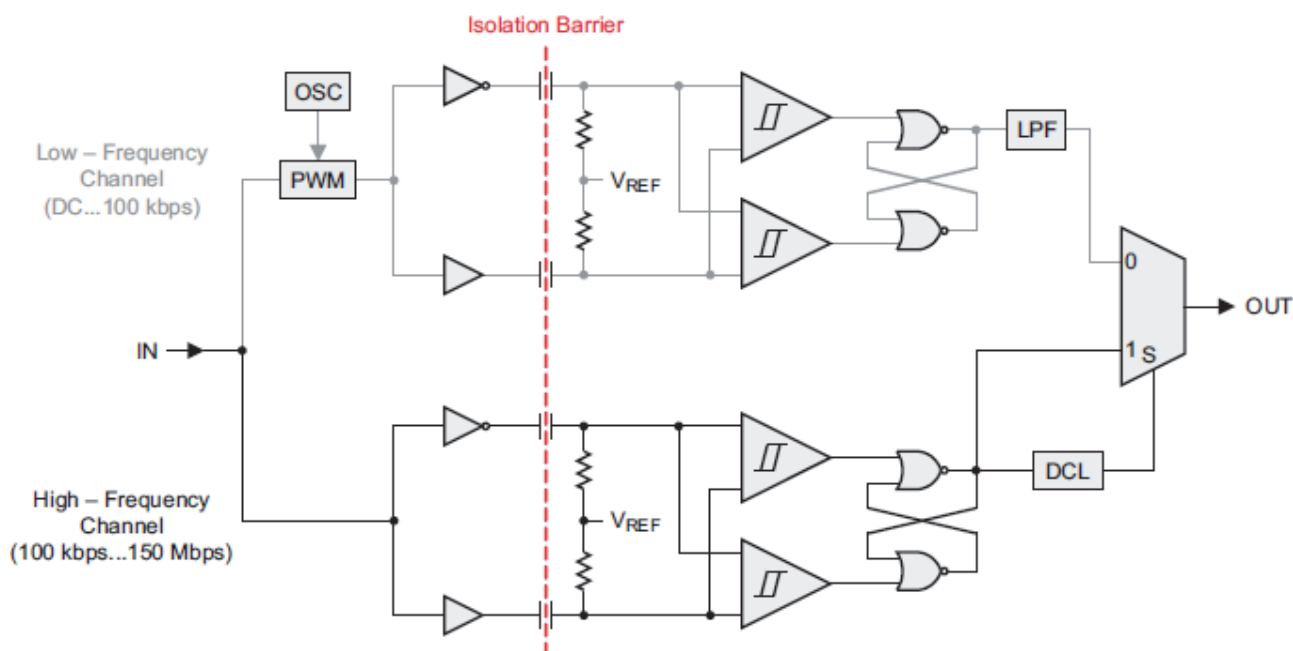 Isolation Barrier
OSC
Low – Frequency
Channel
(DC...100 kbps)
PWM
VREF
LPF
0
OUT
IN
1 S
High – Frequency
Channel
(100 kbps...150 Mbps)
VREF
DCL